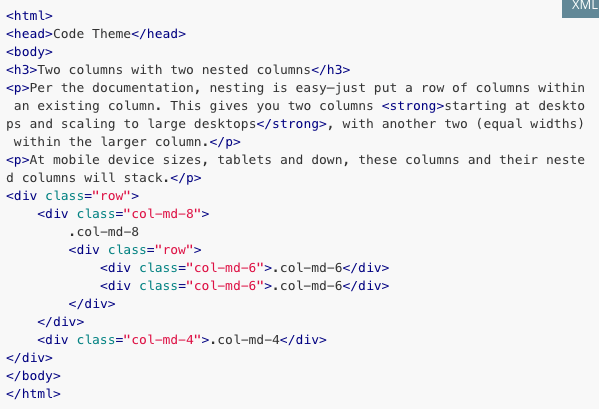 XML
<html>
<head>Code Theme</head>
<body>
<h3>Two columns with two nested columns</h3>
<p>Per the documentation, nesting is easy—just put a row of columns within
 an existing column. This gives you two columns <strong>starting at deskto
ps and scaling to large desktops</strong>, with another two (equal widths)
 within the larger column.</p>
<p>At mobile device sizes, tablets and down, these columns and their neste
d columns will stack.</p>
<div class="row">
    <div class="col-md-8">
        .col-md-8
        <div class="row">
            <div class="col-md-6">.col-md-6</div>
            <div class="col-md-6">.col-md-6</div>
        </div>
    </div>
    <div class="col-md-4">.col-md-4</div>
</div>
</body>
</html>